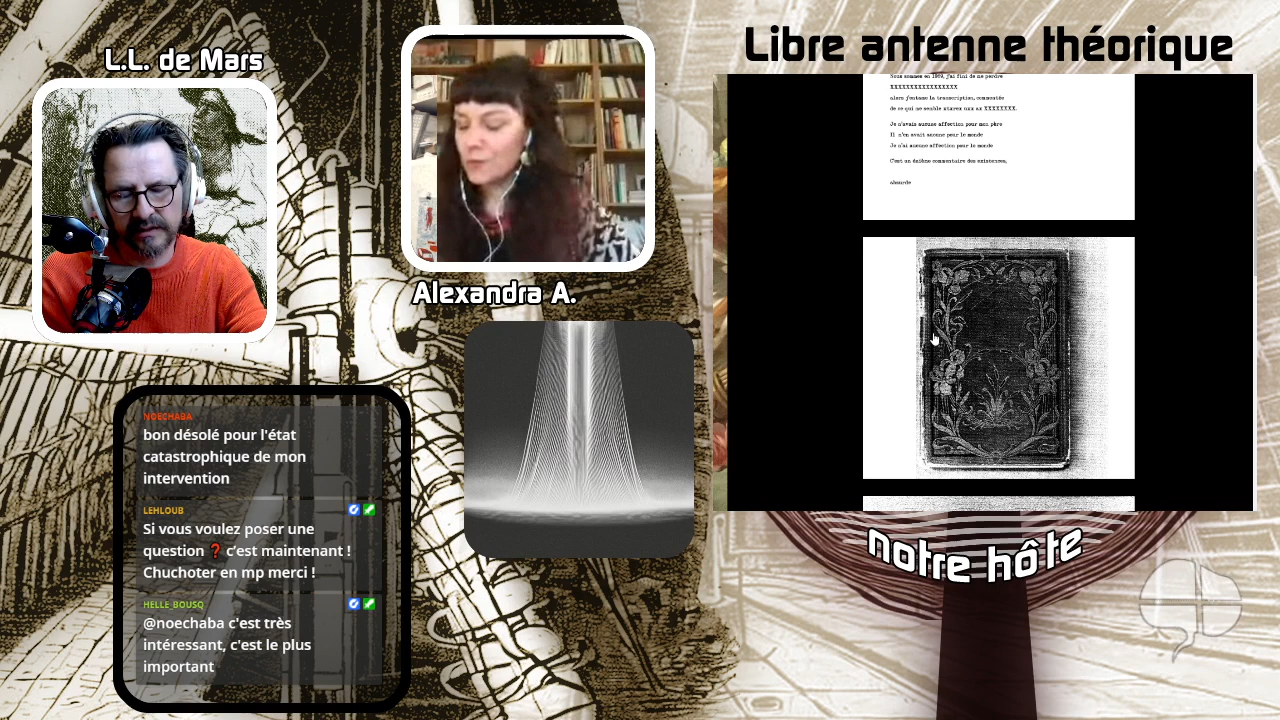 L.L. de Mars
Libre antenne théorique
Nous sommes en 1869, j'ai fini de me perdre
XXXXXXXXXXXXXXXXX
alors j'entame la transcription, commentée
de ce qui me semble
XXXXXXXX.
Je n'avais aucune affection pour mon père
Il n'en avait aucune pour le monde
Je n'ai aucune affection pour le monde
C'est un énième commentaire des existences,
absurde
Alexandra A.
NOECHABA
bon désolé pour l'état
catastrophique de mon
intervention
LEHLOUB
Si vous voulez poser une
question ❓ c'est maintenant !
Chuchoter en mp merci !
HELLE_BOUSQ
@noechaba c'est très
intéressant, c'est le plus
important
notre hôte